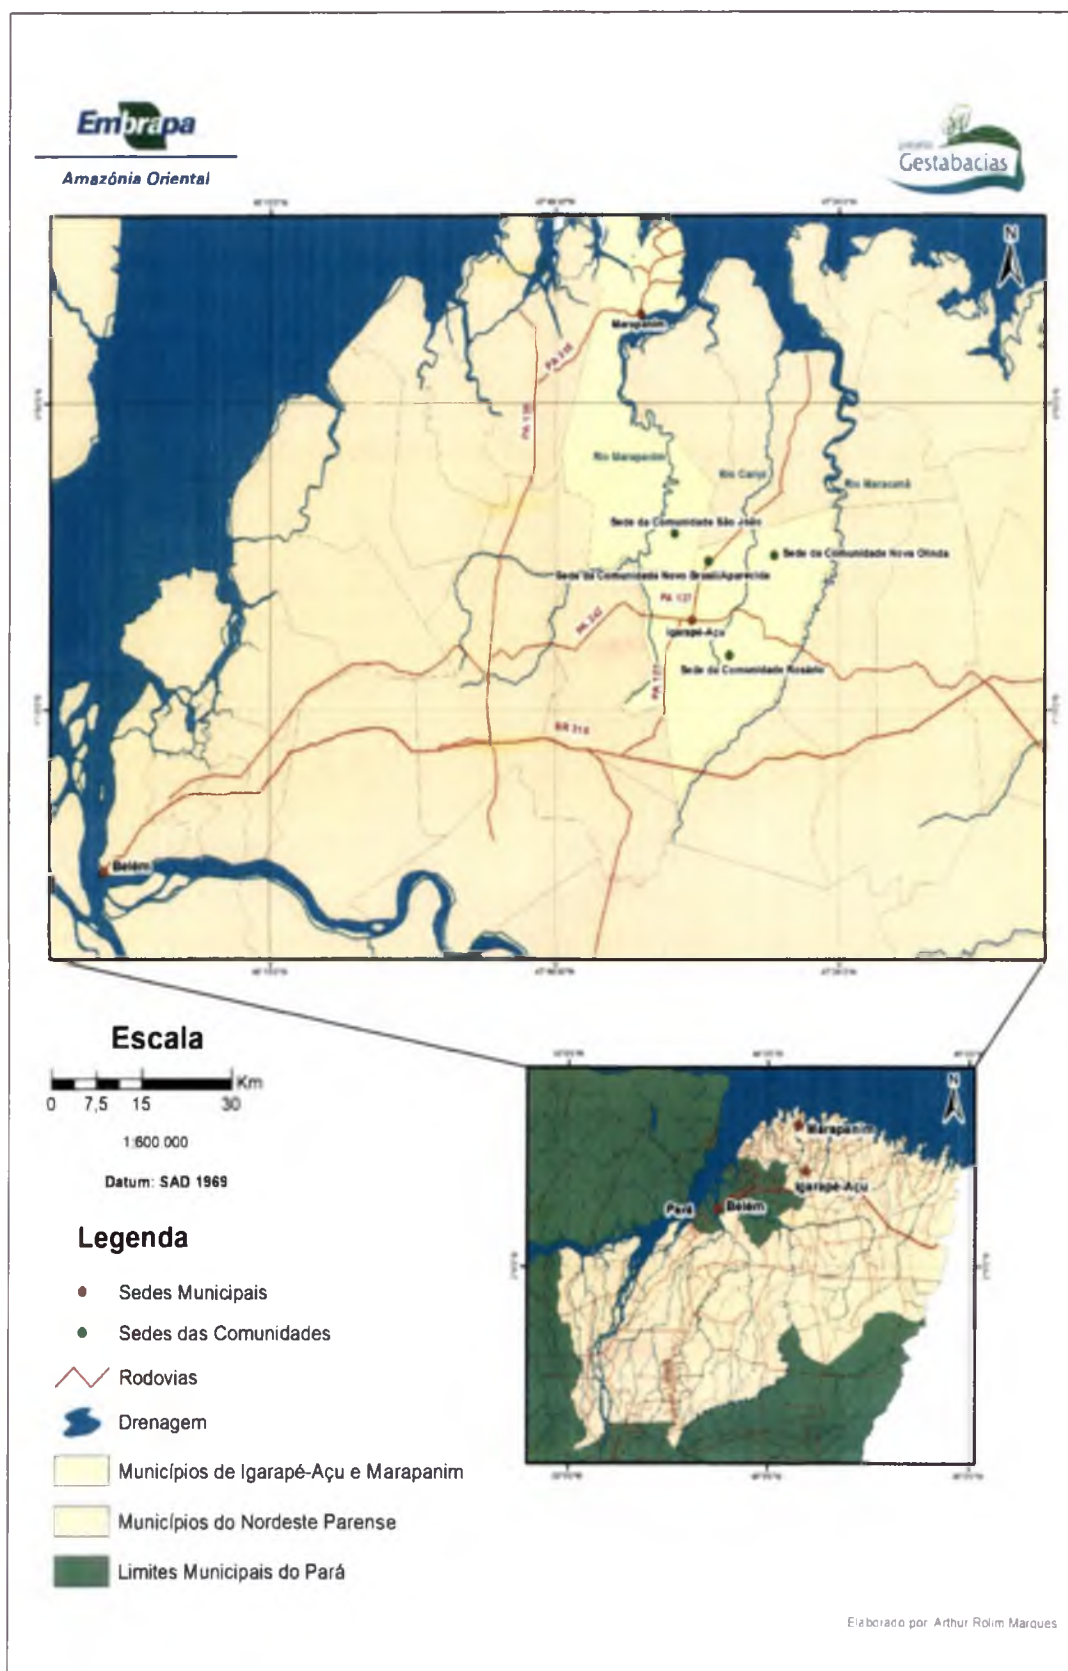 Embrapa
Amazônia Oriental
Gestabacias
N
Marapanim
PA 318
PA 136
Rio Marapanim
Rio Caripi
Rio Maracanã
Sede da Comunidade São João
Sede da Comunidade Nova Olinda
Sede da Comunidade Novo Brasil/Aparecida
PA 127
PA 242
Igarapé-Açu
Sede da Comunidade Rosário
PA 127
BR 316
Belém
Escala
Km
0 7,5 15 30
1:600 000
Datum: SAD 1969
N
Marapanim
Igarapé-Açu
Pará
Belém
Legenda
Sedes Municipais
Sedes das Comunidades
Rodovias
Drenagem
Municípios de Igarapé-Açu e Marapanim
Municípios do Nordeste Parense
Limites Municipais do Pará
Elaborado por Arthur Rolim Marques